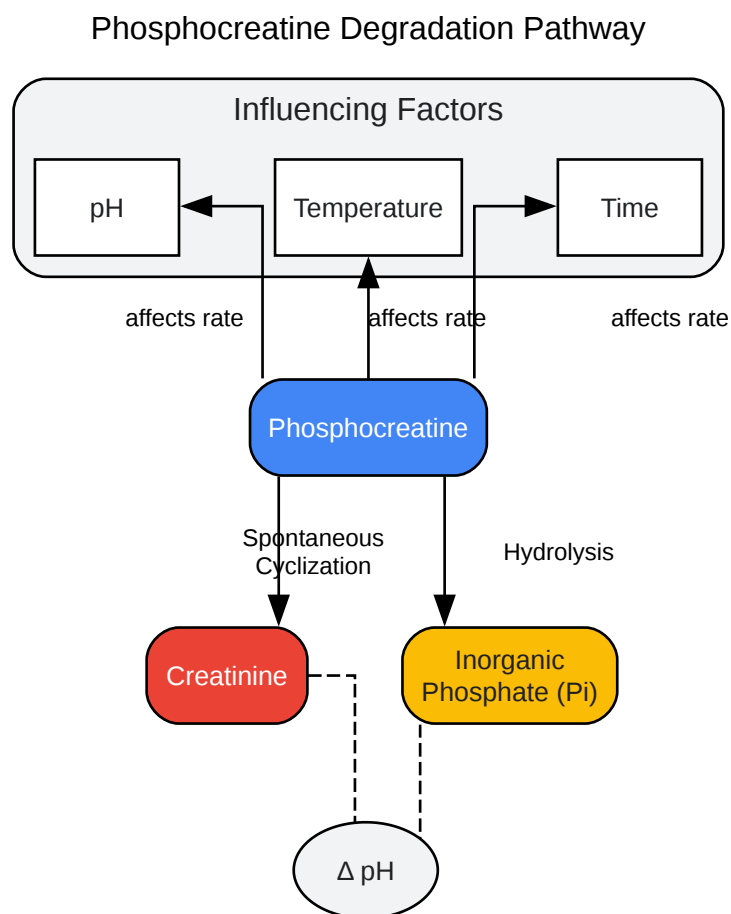 Phosphocreatine Degradation Pathway
Influencing Factors
pH
Temperature
Time
affects rate
affects rate
affects rate
Phosphocreatine
Spontaneous
Cyclization
Hydrolysis
Creatinine
Inorganic
Phosphate (Pi)
Δ pH